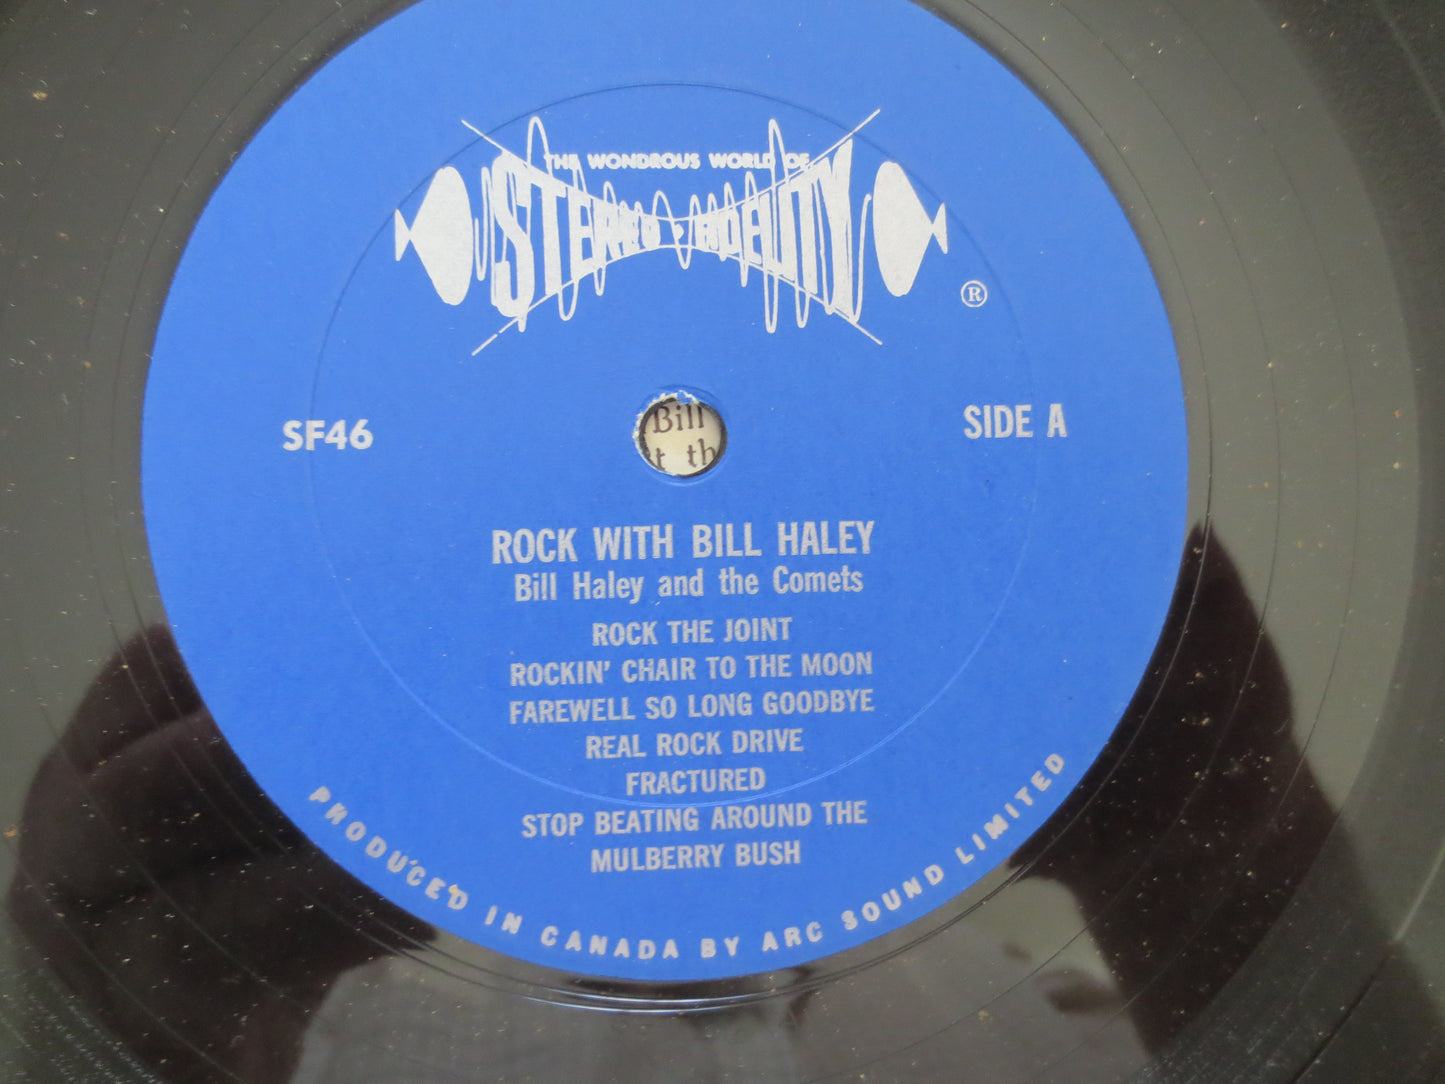 THE WONDROUS WORLD OF
STEREO • FIDELITY
®
SF46
SIDE A
Bill
t th
ROCK WITH BILL HALEY
Bill Haley and the Comets
ROCK THE JOINT
ROCKIN' CHAIR TO THE MOON
FAREWELL SO LONG GOODBYE
REAL ROCK DRIVE
FRACTURED
STOP BEATING AROUND THE
MULBERRY BUSH
PRODUCED IN CANADA BY ARC SOUND LIMITED